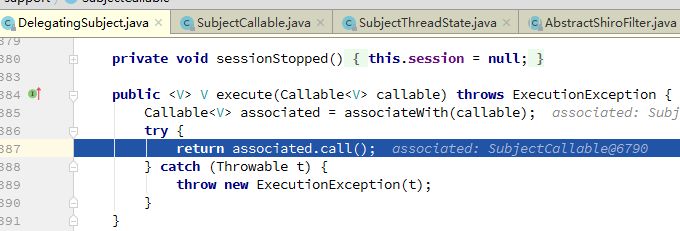 support
SubjectCallable
DelegatingSubject.java × SubjectCallable.java × SubjectThreadState.java × AbstractShiroFilter.java
379
380 private void sessionStopped() { this.session = null; }
383
384 public <V> V execute(Callable<V> callable) throws ExecutionException {
385 Callable<V> associated = associateWith(callable); associated: Subj
386 try {
387 return associated.call(); associated: SubjectCallable@6790
388 } catch (Throwable t) {
389 throw new ExecutionException(t);
390 }
391 }